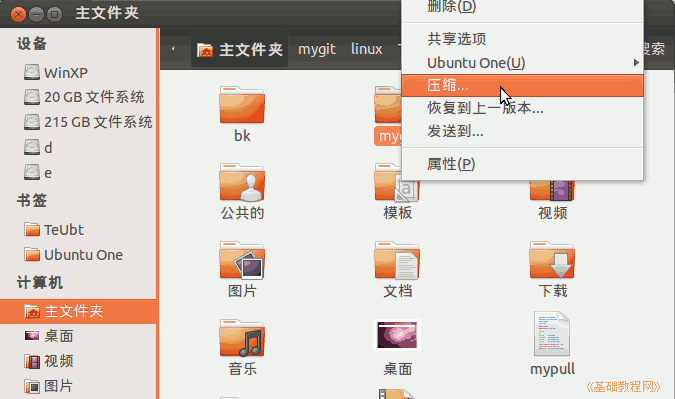 主文件夹
设备
WinXP
20 GB 文件系统
215 GB 文件系统
d
e
书签
TeUbt
Ubuntu One
计算机
主文件夹
桌面
视频
图片
主文件夹 mygit linux
搜索
删除(D)
共享选项
Ubuntu One(U)
压缩...
恢复到上一版本...
发送到...
属性(P)
bk
公共的
模板
视频
图片
文档
下载
音乐
桌面
mypull
《基础教程网》